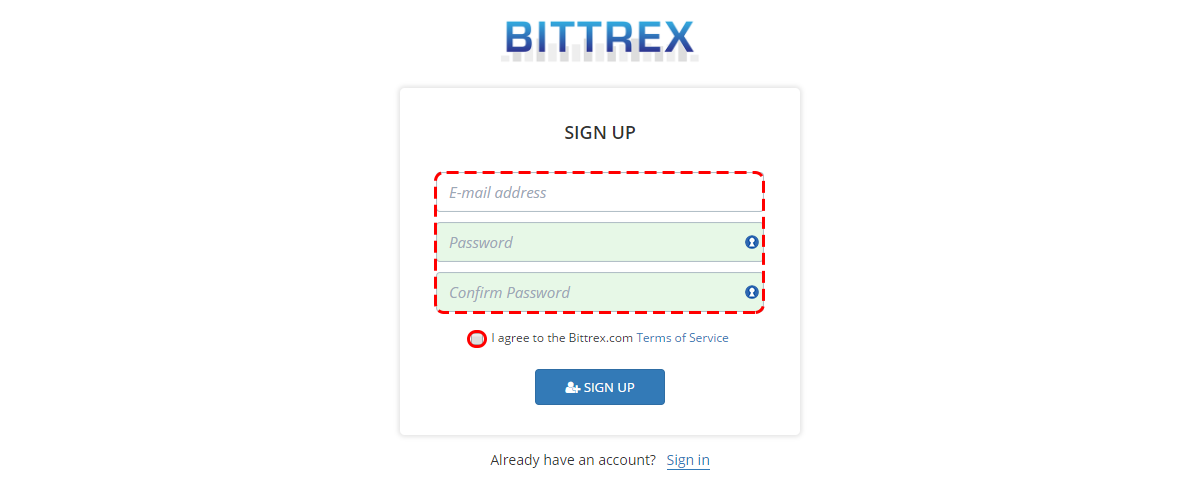 BITTREX
SIGN UP
E-mail address
Password
Confirm Password
I agree to the Bittrex.com Terms of Service
SIGN UP
Already have an account? Sign in